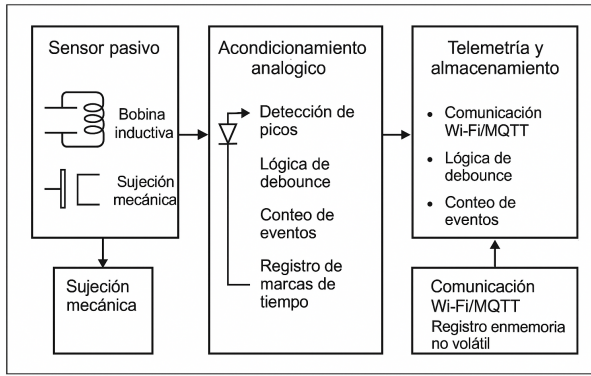 Sensor pasivo
Bobina
inductiva
Sujeción
mecánica
Sujeción
mecánica
Acondicionamiento
analogico
Detección de
picos
Lógica de
debounce
Conteo de
eventos
Registro de
marcas de
tiempo
Telemetría y
almacenamiento
• Comunicación
Wi-Fi/MQTT
• Lógica de
debounce
• Conteo de
eventos
Comunicación
Wi-Fi/MQTT
Registro enmemoria
no volátil